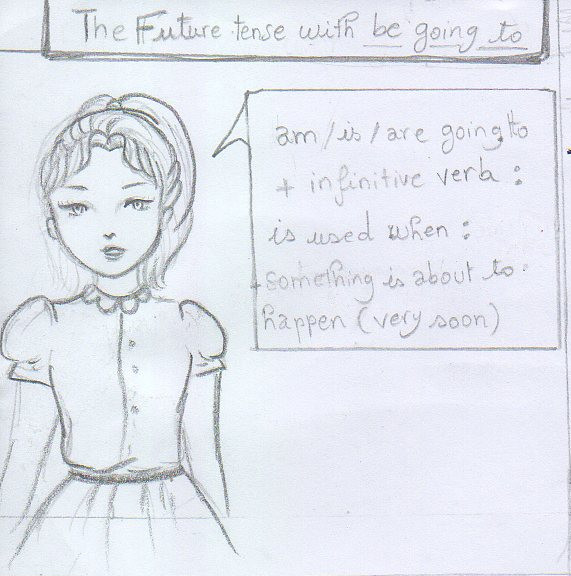 The Future tense with be going to
am/is/are going to
+ infinitive verb :
is used when :
+ something is about to
happen (very soon)